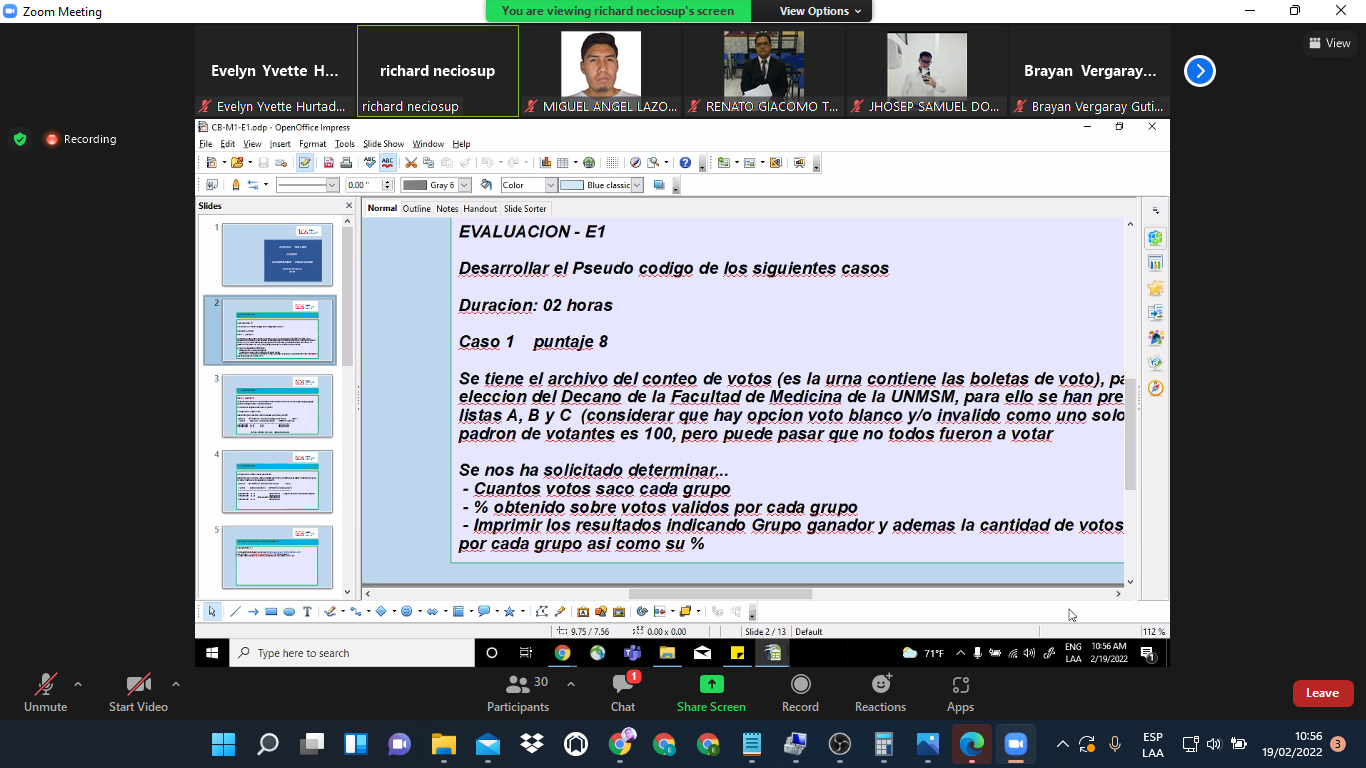 Zoom Meeting
You are viewing richard neciosup's screen
View Options
View
Evelyn Yvette H...
richard neciosup
Brayan Vergaray...
Evelyn Yvette Hurtad...
richard neciosup
MIGUEL ANGEL LAZO...
RENATO GIACOMO T...
JHOSEP SAMUEL DO...
Brayan Vergaray Guti...
Recording
CB-M1-E1.odp - OpenOffice Impress
File Edit View Insert Format Tools Slide Show Window Help
0.00 "
Gray 6
Color
Blue classic
Slides
Normal Outline Notes Handout Slide Sorter
1
2
3
4
5
EVALUACION - E1
Desarrollar el Pseudo codigo de los siguientes casos
Duracion: 02 horas
Caso 1 puntaje 8
Se tiene el archivo del conteo de votos (es la urna contiene las boletas de voto), pa
eleccion del Decano de la Facultad de Medicina de la UNMSM, para ello se han pre
listas A, B y C (considerar que hay opcion voto blanco y/o invalido como uno solo
padron de votantes es 100, pero puede pasar que no todos fueron a votar
Se nos ha solicitado determinar...
- Cuantos votos saco cada grupo
- % obtenido sobre votos validos por cada grupo
- Imprimir los resultados indicando Grupo ganador y ademas la cantidad de votos
por cada grupo asi como su %
9.75 / 7.56
0.00 x 0.00
Slide 2 / 13
Default
112 %
Type here to search
71°F
ENG
LAA
10:56 AM
2/19/2022
1
Unmute
Start Video
30
Participants
1
Chat
Share Screen
Record
Reactions
Apps
Leave
ESP
LAA
10:56
19/02/2022
3